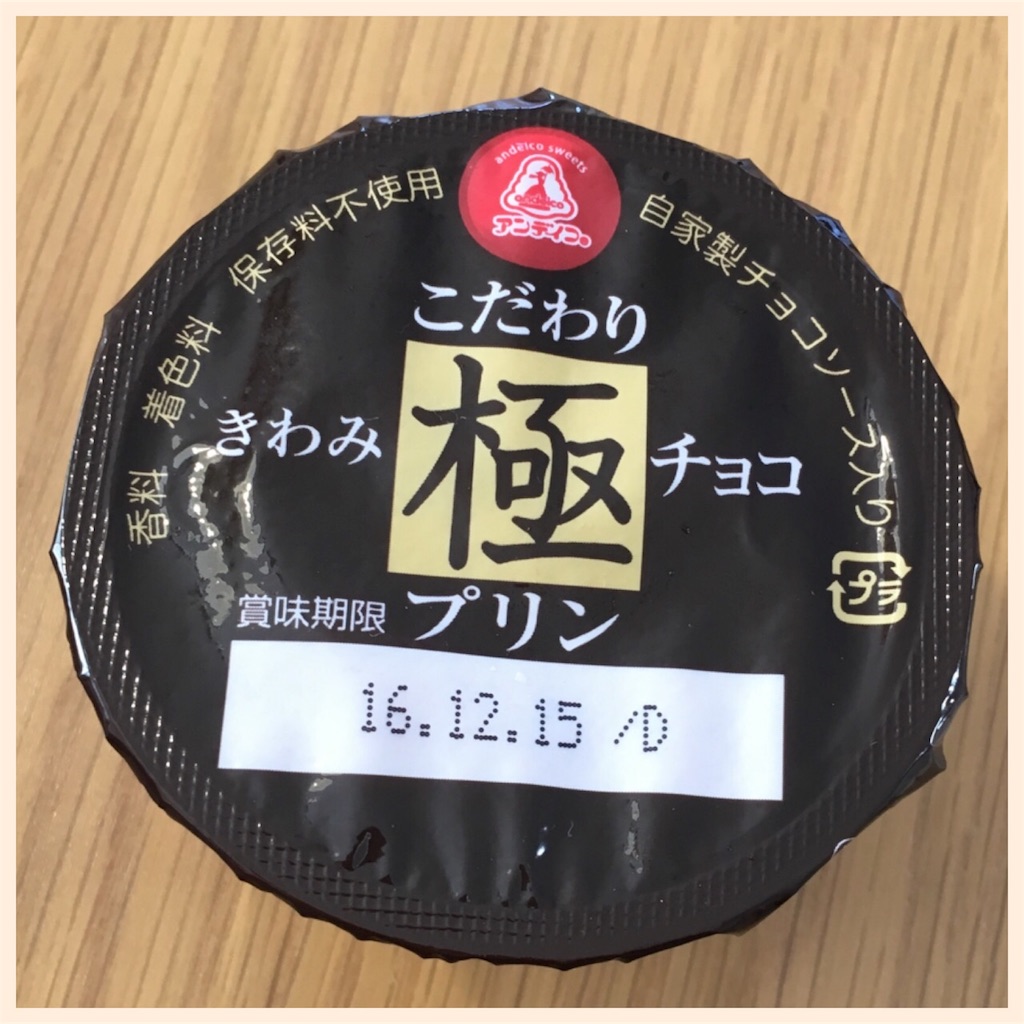 andeico sweets
andeico
アンデイコ®
香料 着色料 保存料不使用
自家製チョコソース入り
こだわり
きわみ 極 チョコ
プリン
プラ
賞味期限
16.12.15 /D